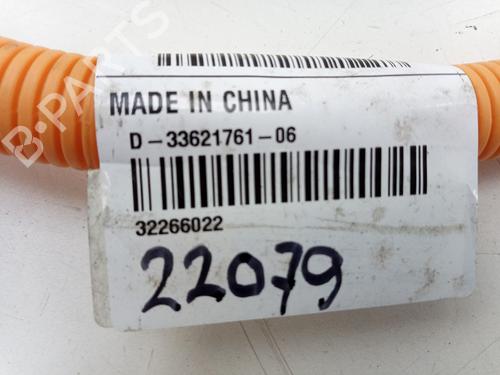 B-PARTS
MADE IN CHINA
D-33621761-06
32266022
22079